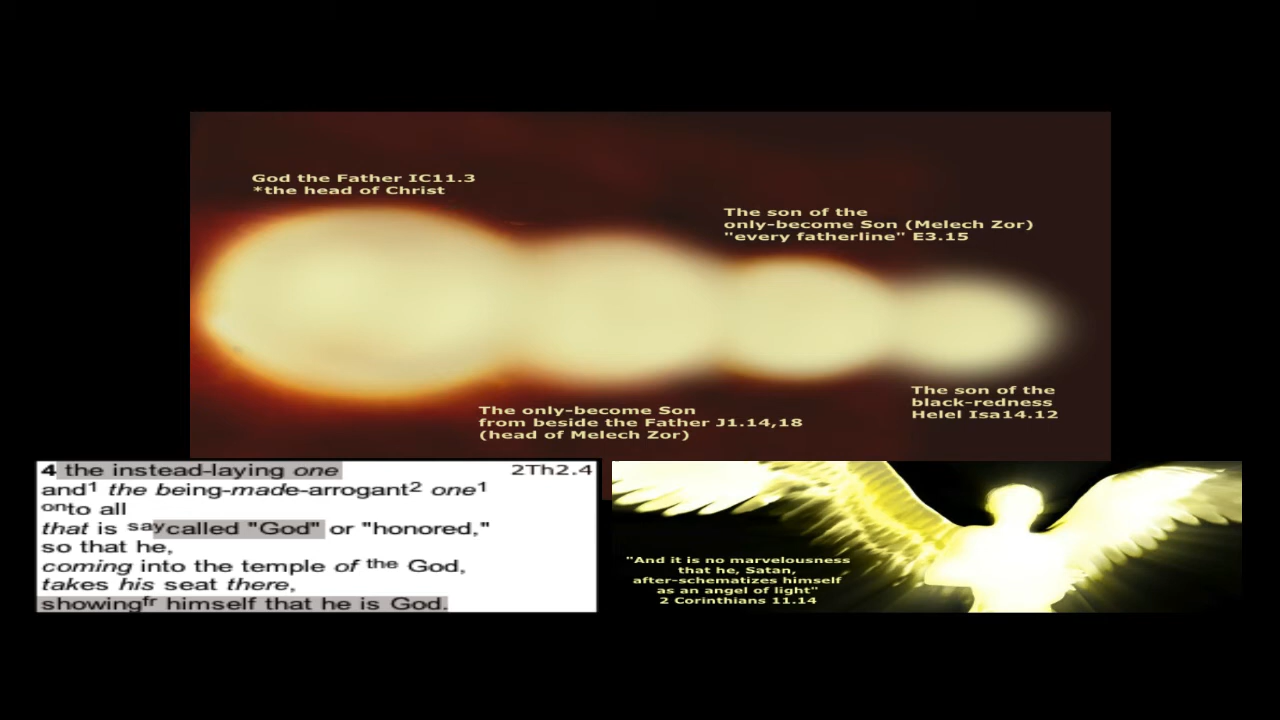 God the Father IC11.3
*the head of Christ
The son of the
only-become Son (Melech Zor)
"every fatherline" E3.15
The only-become Son
from beside the Father J1.14,18
(head of Melech Zor)
The son of the
black-redness
Helel Isa14.12
4 the instead-laying one 2Th2.4
and1 the being-made-arrogant2 one1
onto all
that is saycalled "God" or "honored,"
so that he,
coming into the temple of the God,
takes his seat there,
showingfr himself that he is God.
"And it is no marvelousness
that he, Satan,
after-schematizes himself
as an angel of light"
2 Corinthians 11.14